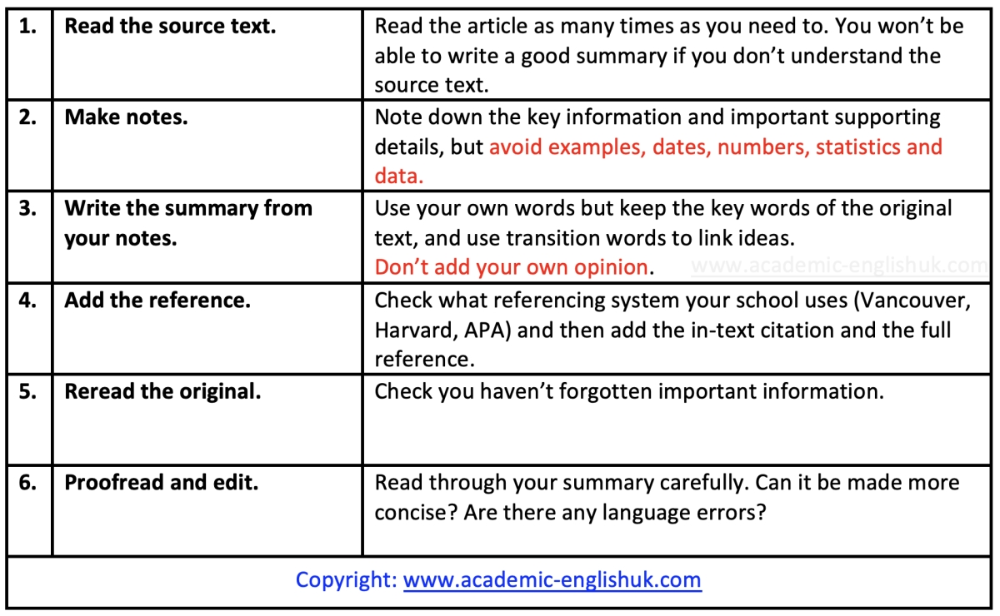 1. Read the source text. Read the article as many times as you need to. You won’t be
able to write a good summary if you don’t understand the
source text.
2. Make notes. Note down the key information and important supporting
details, but avoid examples, dates, numbers, statistics and
data.
3. Write the summary from Use your own words but keep the key words of the original
your notes. text, and use transition words to link ideas.
Don’t add your own opinion. www.academic-englishuk.com
4. Add the reference. Check what referencing system your school uses (Vancouver,
Harvard, APA) and then add the in-text citation and the full
reference.
5. Reread the original. Check you haven’t forgotten important information.
6. Proofread and edit. Read through your summary carefully. Can it be made more
concise? Are there any language errors?
Copyright: www.academic-englishuk.com